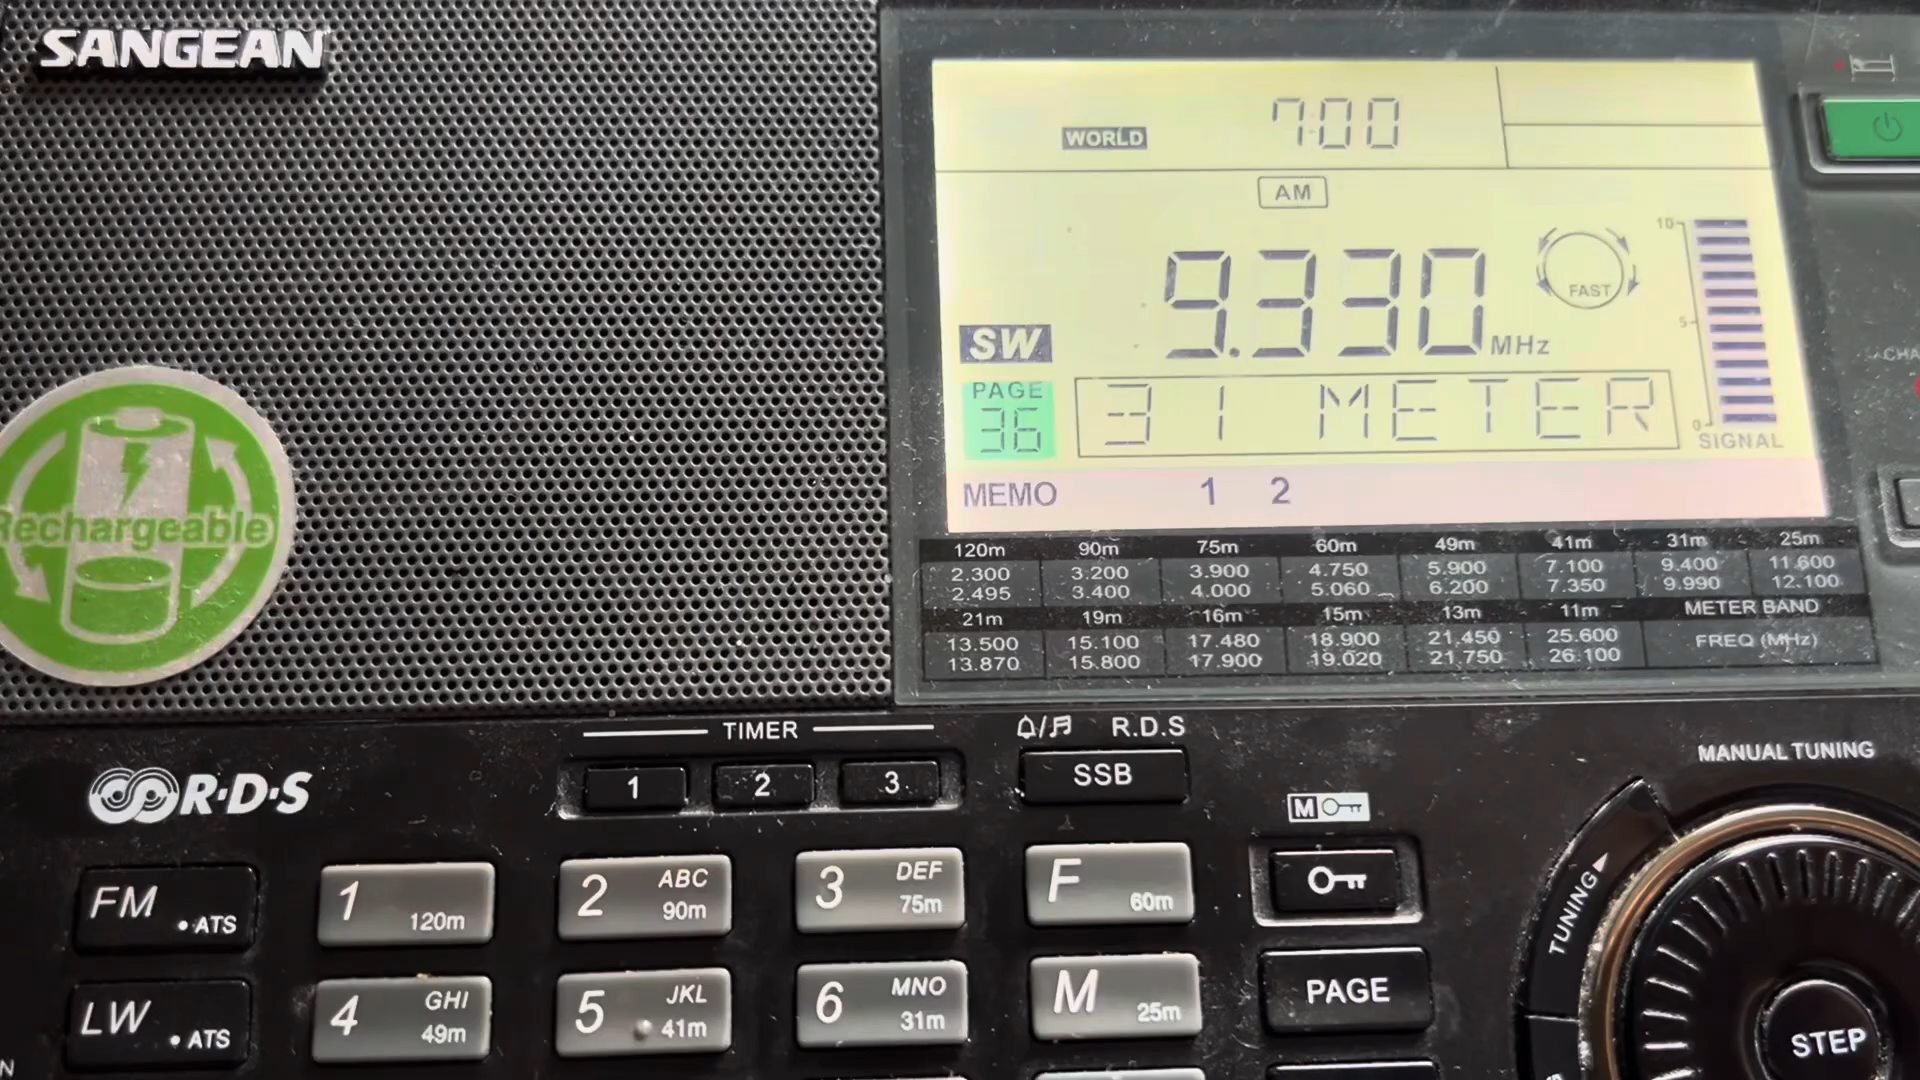 SANGEAN
WORLD 7:00
AM
9.330 MHz
FAST
10
5
0
SIGNAL
SW
PAGE
36
31 METER
MEMO 1 2
120m 90m 75m 60m 49m 41m 31m 25m
2.300 3.200 3.900 4.750 5.900 7.100 9.400 11.600
2.495 3.400 4.000 5.060 6.200 7.350 9.990 12.100
21m 19m 16m 15m 13m 11m METER BAND
13.500 15.100 17.480 18.900 21.450 25.600 FREQ (MHz)
13.870 15.800 17.900 19.020 21.750 26.100
Rechargeable
TIMER
R.D.S
1 2 3 SSB
MANUAL TUNING
R·D·S
M
FM • ATS
1 120m
2 ABC 90m
3 DEF 75m
F 60m
TUNING
LW • ATS
4 GHI 49m
5 JKL 41m
6 MNO 31m
M 25m
PAGE
STEP